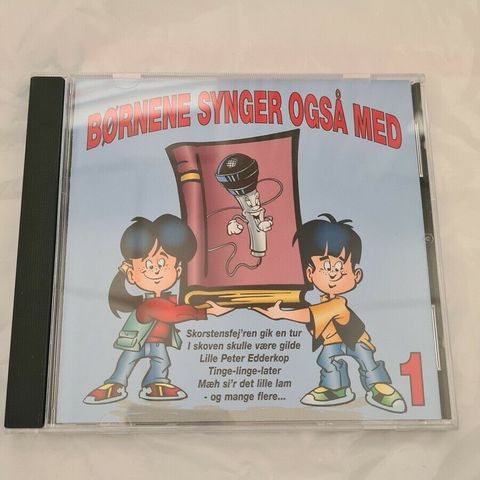 BØRNENE SYNGER OGSÅ MED
Skorstensfej'ren gik en tur
I skoven skulle være gilde
Lille Peter Edderkop
Tinge-linge-later
Mæh si'r det lille lam
- og mange flere...
1